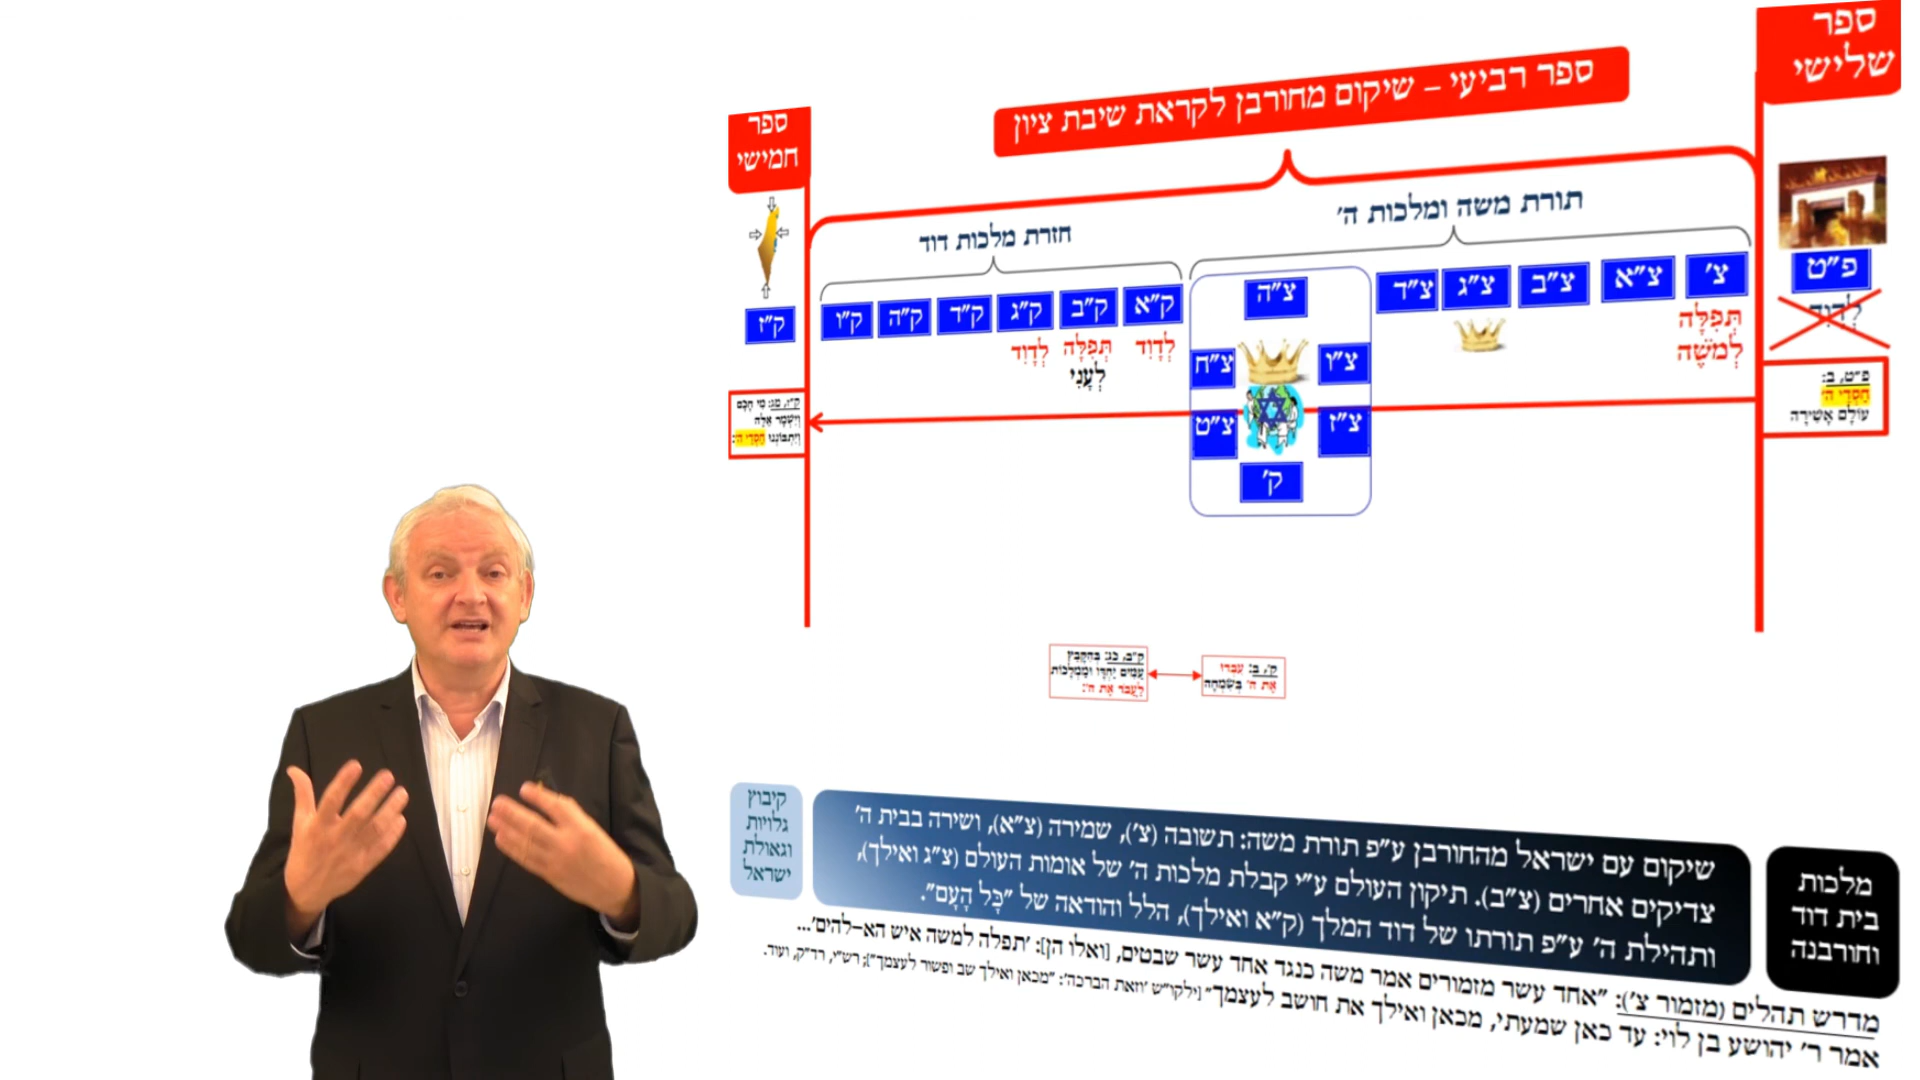 ספר
שלישי
ספר רביעי – שיקום מחורבן לקראת שיבת ציון
ספר
חמישי
תורת משה ומלכות ה'
חזרת מלכות דוד
פ"ט
צ'
צ"א
צ"ב
צ"ג
צ"ד
צ"ה
ק"א
ק"ב
ק"ג
ק"ד
ק"ה
ק"ו
ק"ז
לְדָוִד
תְּפִלָּה
לְמֹשֶׁה
לְדָוִד
תְּפִלָּה
לְעָנִי
לְדָוִד
צ"ו
צ"ח
צ"ז
צ"ט
ק'
פ"ט, ב:
חַסְדֵי ה'
עוֹלָם אָשִׁירָה
ק"ז, מג: מִי חָכָם
וְיִשְׁמָר אֵלֶּה
וְיִתְבּוֹנְנוּ חַסְדֵי ה':
ק', ב: עִבְדוּ
אֶת ה' בְּשִׂמְחָה
ק"ב, כג: בְּהִקָּבֵץ
עַמִּים יַחְדָּו וּמַמְלָכוֹת
לַעֲבֹד אֶת ה':
מלכות
בית דוד
וחורבנה
שיקום עם ישראל מהחורבן ע"פ תורת משה: תשובה (צ'), שמירה (צ"א), ושירה בבית ה'
צדיקים אחרים (צ"ב). תיקון העולם ע"י קבלת מלכות ה' של אומות העולם (צ"ג ואילך),
ותהילת ה' ע"פ תורתו של דוד המלך (ק"א ואילך), הלל והודאה של "כָּל הָעָם".
קיבוץ
גלויות
וגאולת
ישראל
מדרש תהלים (מזמור צ'): "אחד עשר מזמורים אמר משה כנגד אחד עשר שבטים, [ואלו הן]: 'תפלה למשה איש הא-להים'...
אמר ר' יהושע בן לוי: עד כאן שמעתי, מכאן ואילך את חושב לעצמך" [ילקו"ש 'וזאת הברכה': "מכאן ואילך שב ופשור לעצמך"]; רש"י, רד"ק, ועוד.